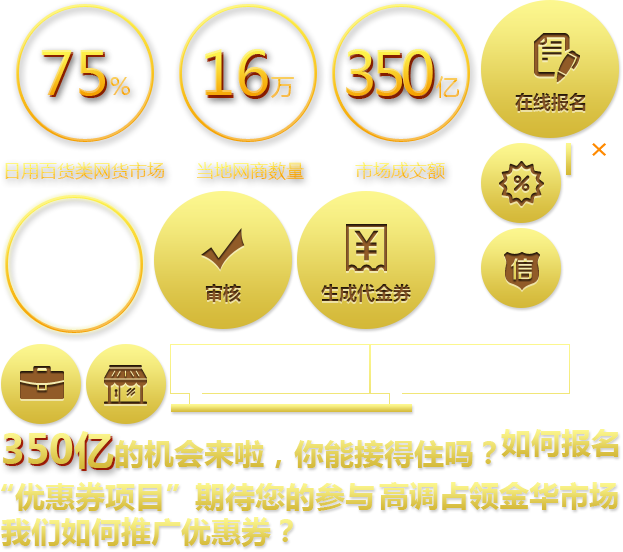 75%
16万
350亿
在线报名
日用百货类网货市场
当地网商数量
市场成交额
%
×
审核
¥
生成代金券
信
350亿的机会来啦，你能接得住吗？
如何报名
“优惠券项目”期待您的参与
高调占领金华市场
我们如何推广优惠券？